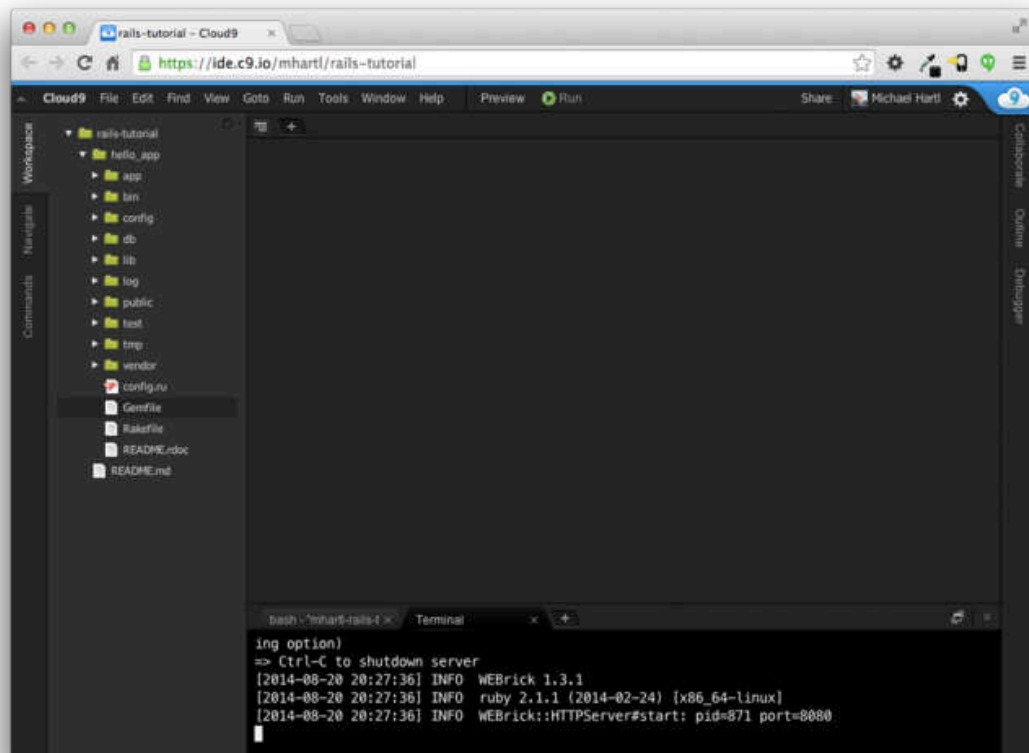 rails-tutorial - Cloud9
https://ide.c9.io/mhartl/rails-tutorial
Cloud9 File Edit Find View Goto Run Tools Window Help Preview Run Share Michael Hartl
Workspace
Navigate
Commands
rails-tutorial
hello_app
app
bin
config
db
lib
log
public
test
tmp
vendor
config.ru
Gemfile
Rakefile
README.rdoc
README.md
Collaborate
Outline
Debugger
bash - "mhartl-rails-t Terminal
ing option)
=> Ctrl-C to shutdown server
[2014-08-20 20:27:36] INFO  WEBrick 1.3.1
[2014-08-20 20:27:36] INFO  ruby 2.1.1 (2014-02-24) [x86_64-linux]
[2014-08-20 20:27:36] INFO  WEBrick::HTTPServer#start: pid=871 port=8080